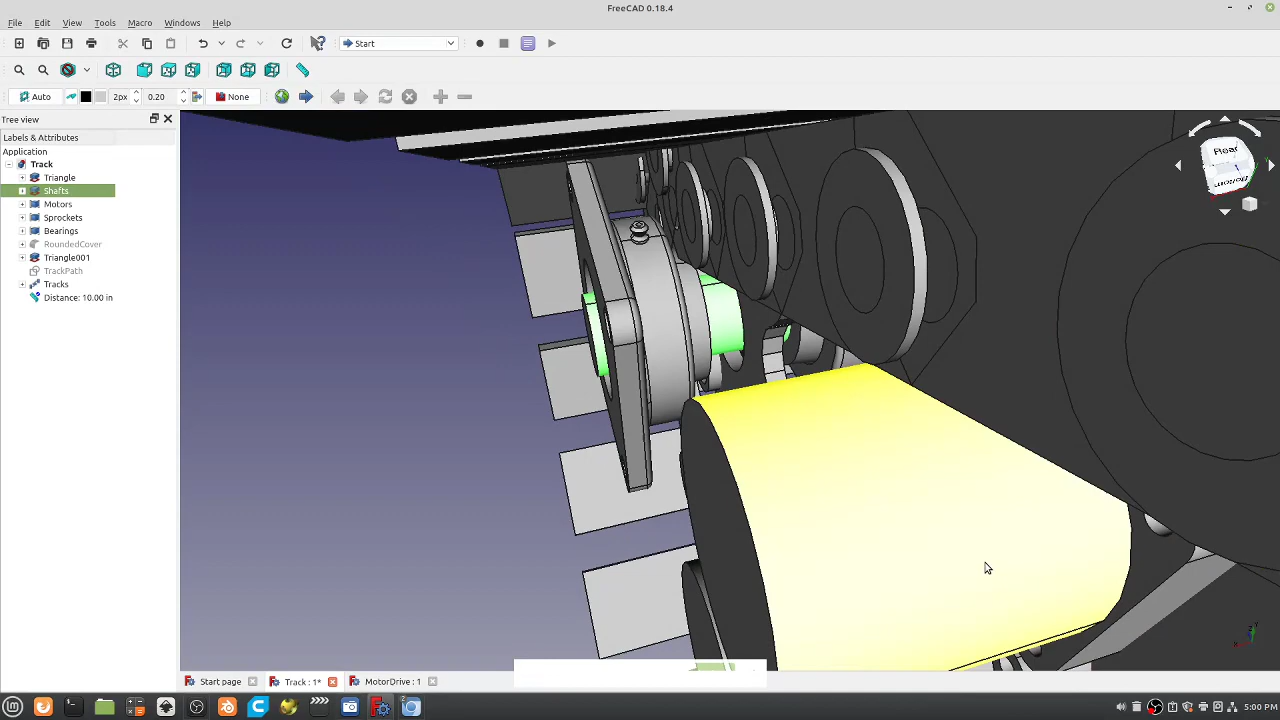 FreeCAD 0.18.4
File Edit View Tools Macro Windows Help
Start
Auto 2px 0.20 None
Tree view
Labels & Attributes
Application
Track
Triangle
Shafts
Motors
Sprockets
Bearings
RoundedCover
Triangle001
TrackPath
Tracks
Distance: 10.00 in
Rear
Bottom
Start page Track : 1* MotorDrive : 1
5:00 PM